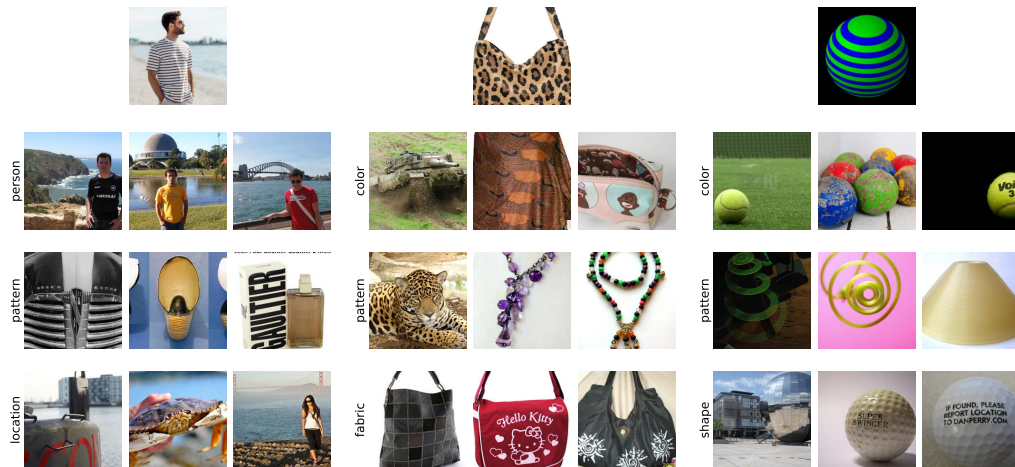 person
color
color
pattern
GAULTIER
pattern
pattern
location
Hello Kitty
fabric
shape
SUPER
SWINGER
IF FOUND, PLEASE
REPORT LOCATION
TO DANPERRY.COM